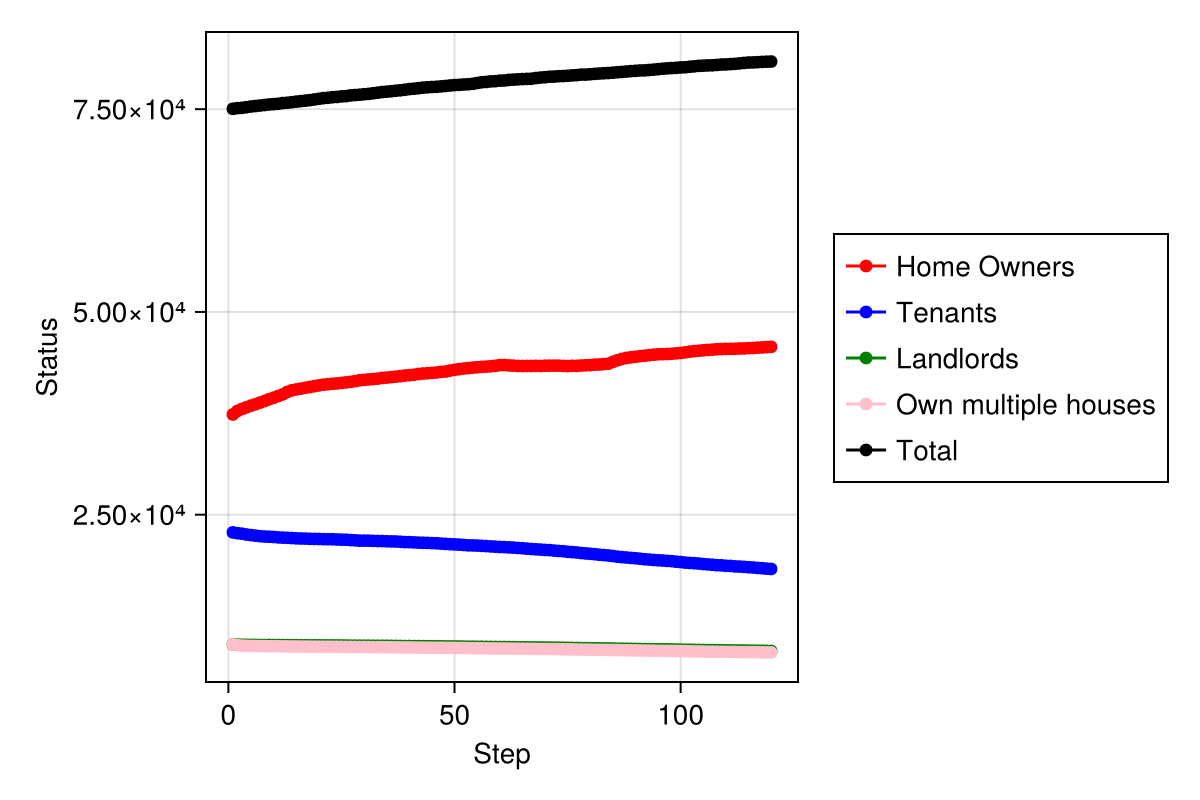 7.50×10⁴
5.00×10⁴
2.50×10⁴
Status
0 50 100
Step
Home Owners
Tenants
Landlords
Own multiple houses
Total